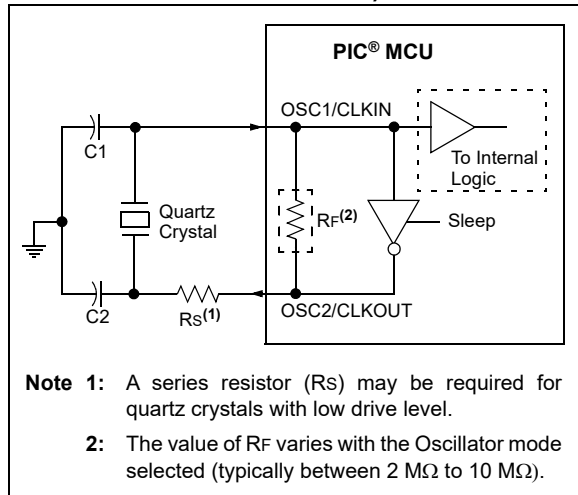 PIC® MCU
OSC1/CLKIN
C1
To Internal
Logic
Quartz
Crystal
RF(2)
Sleep
C2
RS(1)
OSC2/CLKOUT
Note 1: A series resistor (RS) may be required for
quartz crystals with low drive level.
2: The value of RF varies with the Oscillator mode
selected (typically between 2 MΩ to 10 MΩ).